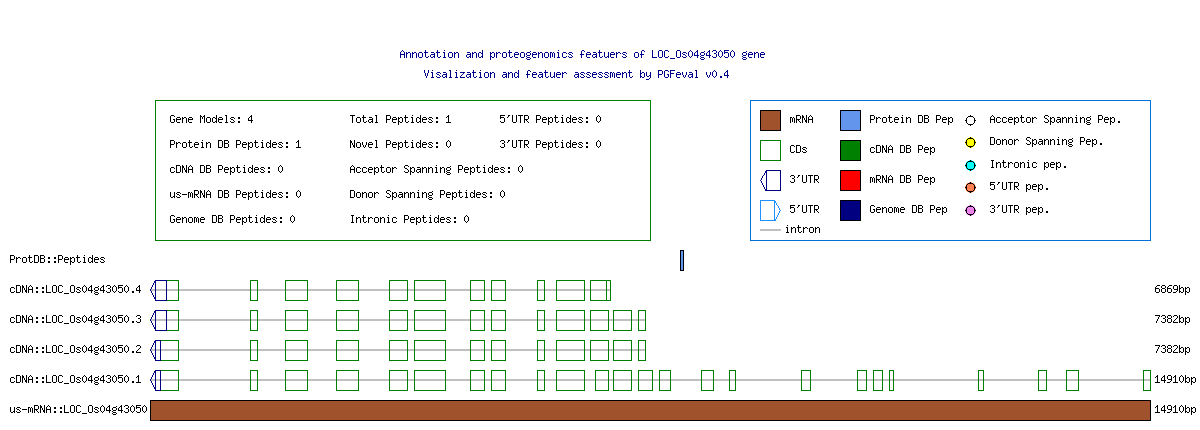 Annotation and proteogenomics featuers of LOC_Os04g43050 gene
Visalization and featuer assessment by PGFeval v0.4
Gene Models: 4 Total Peptides: 1 5'UTR Peptides: 0
Protein DB Peptides: 1 Novel Peptides: 0 3'UTR Peptides: 0
cDNA DB Peptides: 0 Acceptor Spanning Peptides: 0
us-mRNA DB Peptides: 0 Donor Spanning Peptides: 0
Genome DB Peptides: 0 Intronic Peptides: 0
mRNA Protein DB Pep Acceptor Spanning Pep.
CDs cDNA DB Pep Donor Spanning Pep.
3'UTR mRNA DB Pep Intronic pep.
5'UTR Genome DB Pep 5'UTR pep.
intron 3'UTR pep.
ProtDB::Peptides
cDNA::LOC_Os04g43050.4 6869bp
cDNA::LOC_Os04g43050.3 7382bp
cDNA::LOC_Os04g43050.2 7382bp
cDNA::LOC_Os04g43050.1 14910bp
us-mRNA::LOC_Os04g43050 14910bp